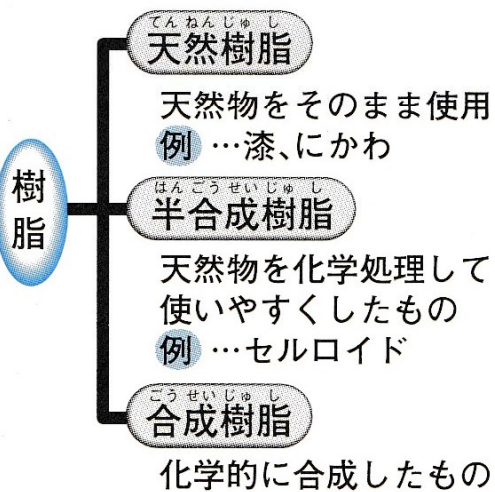 樹脂
てんねんじゅし
天然樹脂
天然物をそのまま使用
例…漆、にかわ
はんごうせいじゅし
半合成樹脂
天然物を化学処理して
使いやすくしたもの
例…セルロイド
ごうせいじゅし
合成樹脂
化学的に合成したもの